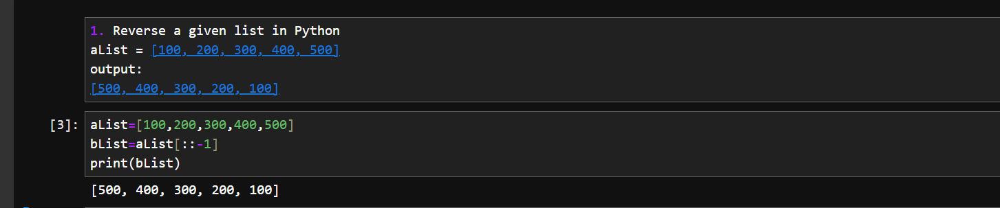 1. Reverse a given list in Python
aList = [100, 200, 300, 400, 500]
output:
[500, 400, 300, 200, 100]
[3]: aList=[100,200,300,400,500]
bList=aList[::-1]
print(bList)
[500, 400, 300, 200, 100]